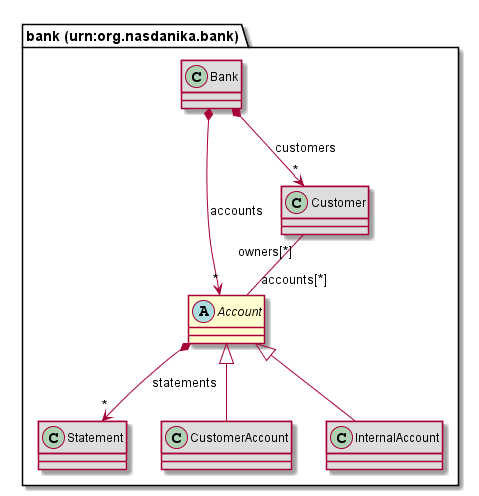 bank (urn:org.nasdanika.bank)
C Bank
customers
*
C Customer
accounts
owners[*]
*
accounts[*]
A Account
statements
*
C Statement
C CustomerAccount
C InternalAccount